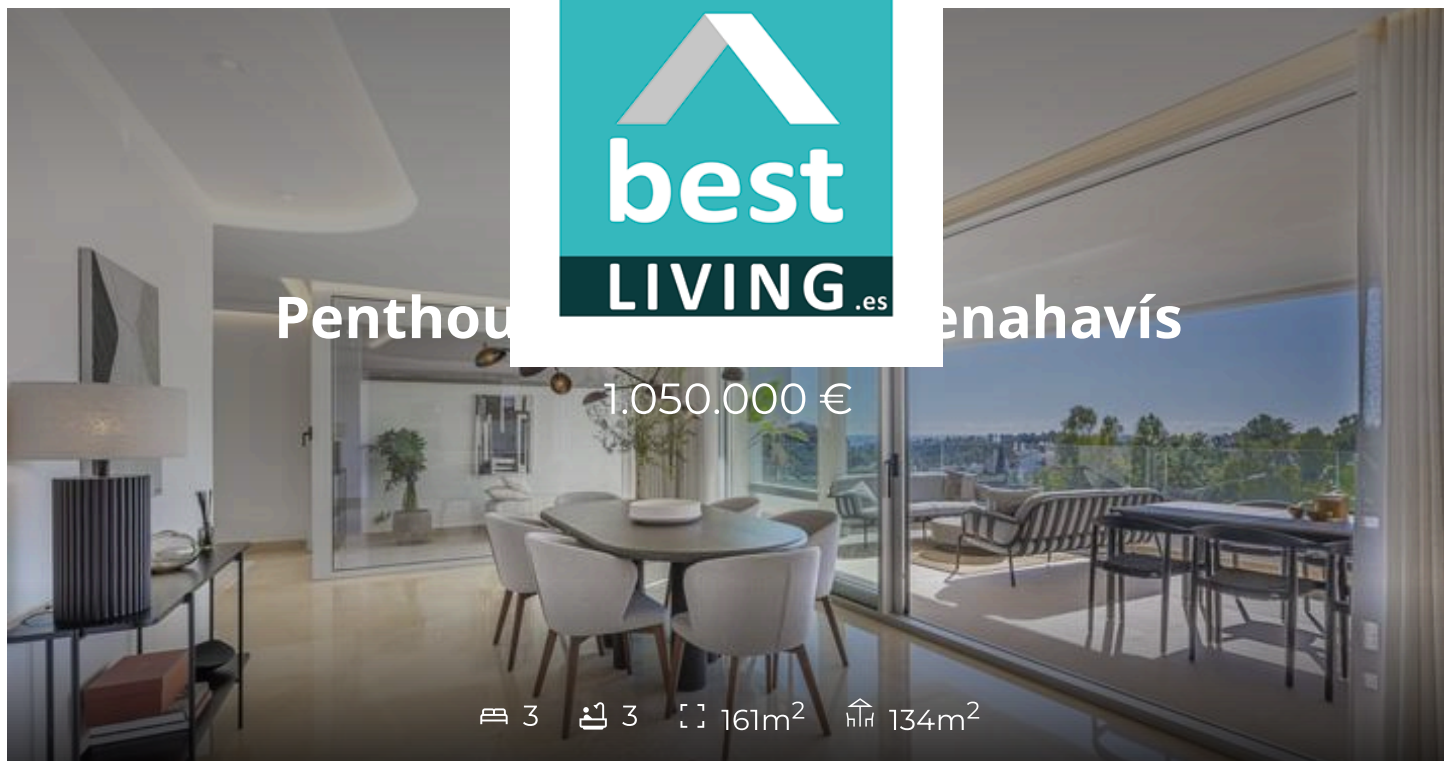 best
LIVING.es
Penthou enahavís
1.050.000 €
3 3 161m² 134m²